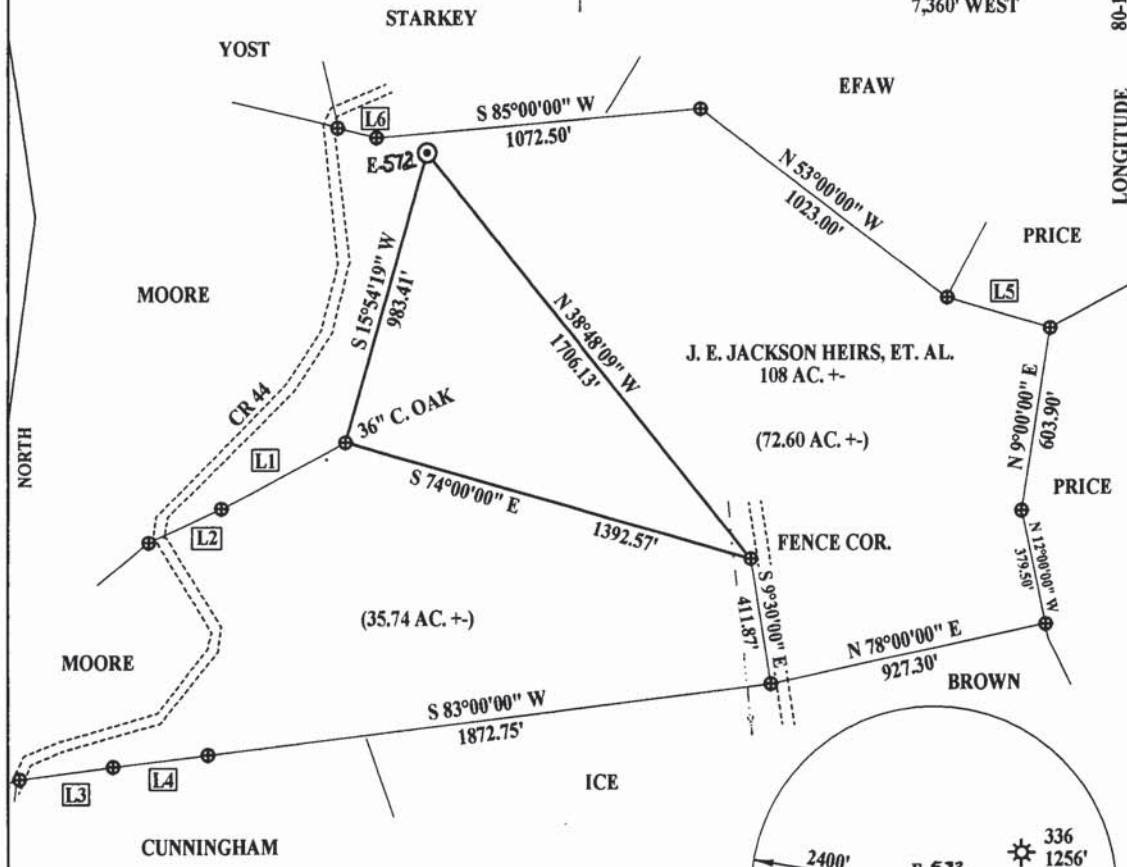 STARKEY
7,360' WEST
YOST
EFAW
LONGITUDE
L6
S 85°00'00" W
1072.50'
E-572
N 53°00'00" W
1023.00'
PRICE
L5
MOORE
S 15°54'19" W
983.41'
N 38°48'09" W
1706.13'
J. E. JACKSON HEIRS, ET. AL.
108 AC. +-
(72.60 AC. +-)
N 9°00'00" E
603.90'
CR 44
36" C. OAK
NORTH
L1
S 74°00'00" E
1392.57'
PRICE
L2
FENCE COR.
N 12°00'00" W
379.50'
S 9°30'00" E
411.87'
(35.74 AC. +-)
MOORE
N 78°00'00" E
927.30'
BROWN
S 83°00'00" W
1872.75'
L3
L4
ICE
CUNNINGHAM
336
1256'
2400'